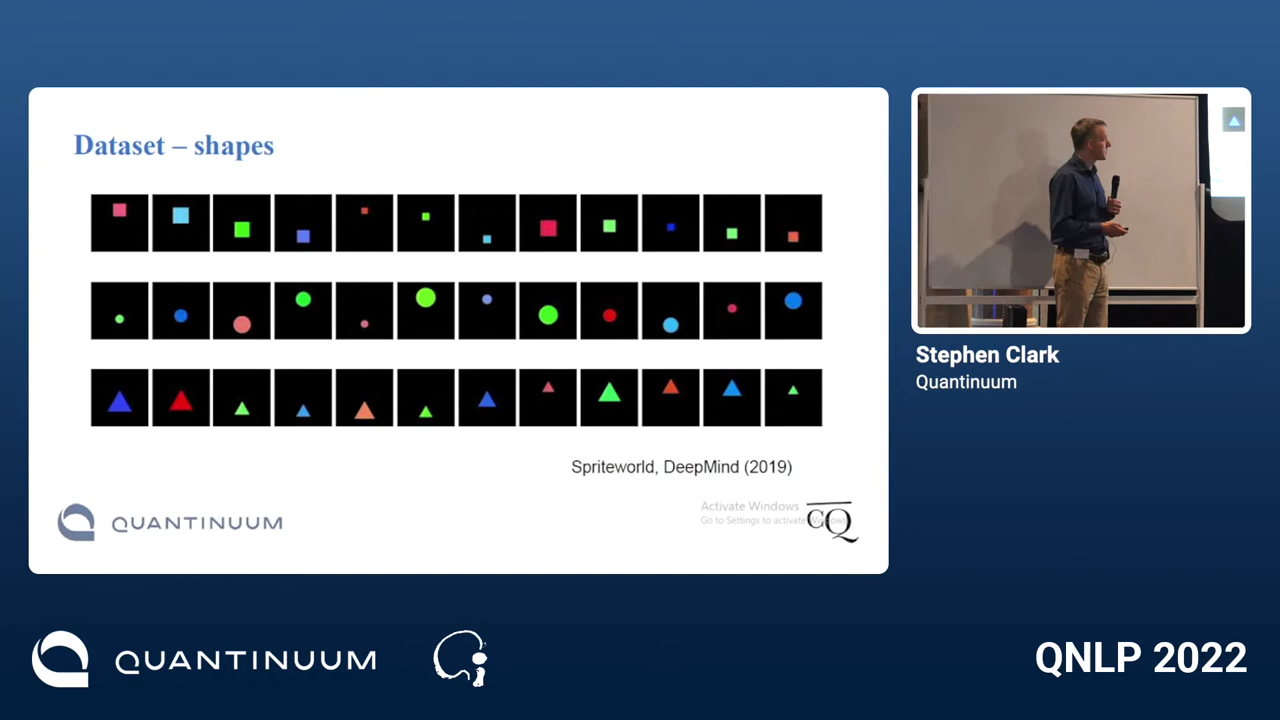 Dataset – shapes
Spriteworld, DeepMind (2019)
QUANTINUUM
Activate Windows
Go to Settings to activate Windows.
CQ
Stephen Clark
Quantinuum
QUANTINUUM
QNLP 2022